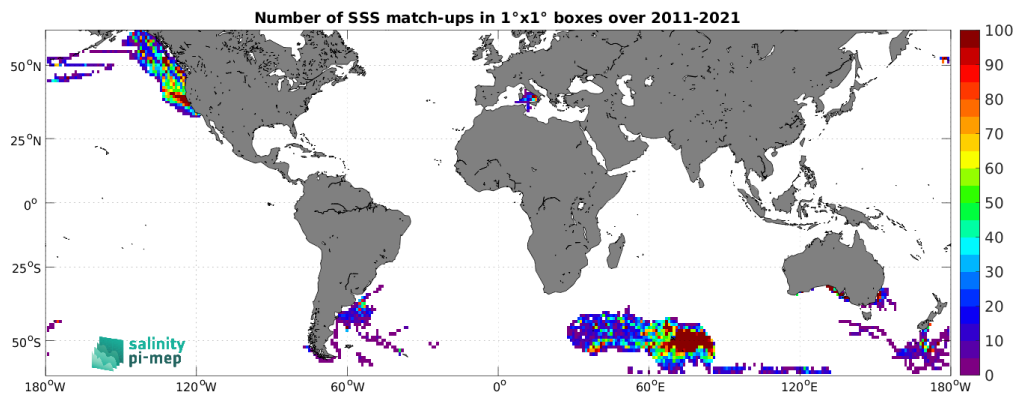 Number of SSS match-ups in 1°x1° boxes over 2011-2021
100
90
80
70
60
50
40
30
20
10
0
50°N
25°N
0°
25°S
50°S
salinity
pi-mep
180°W
120°W
60°W
0°
60°E
120°E
180°W